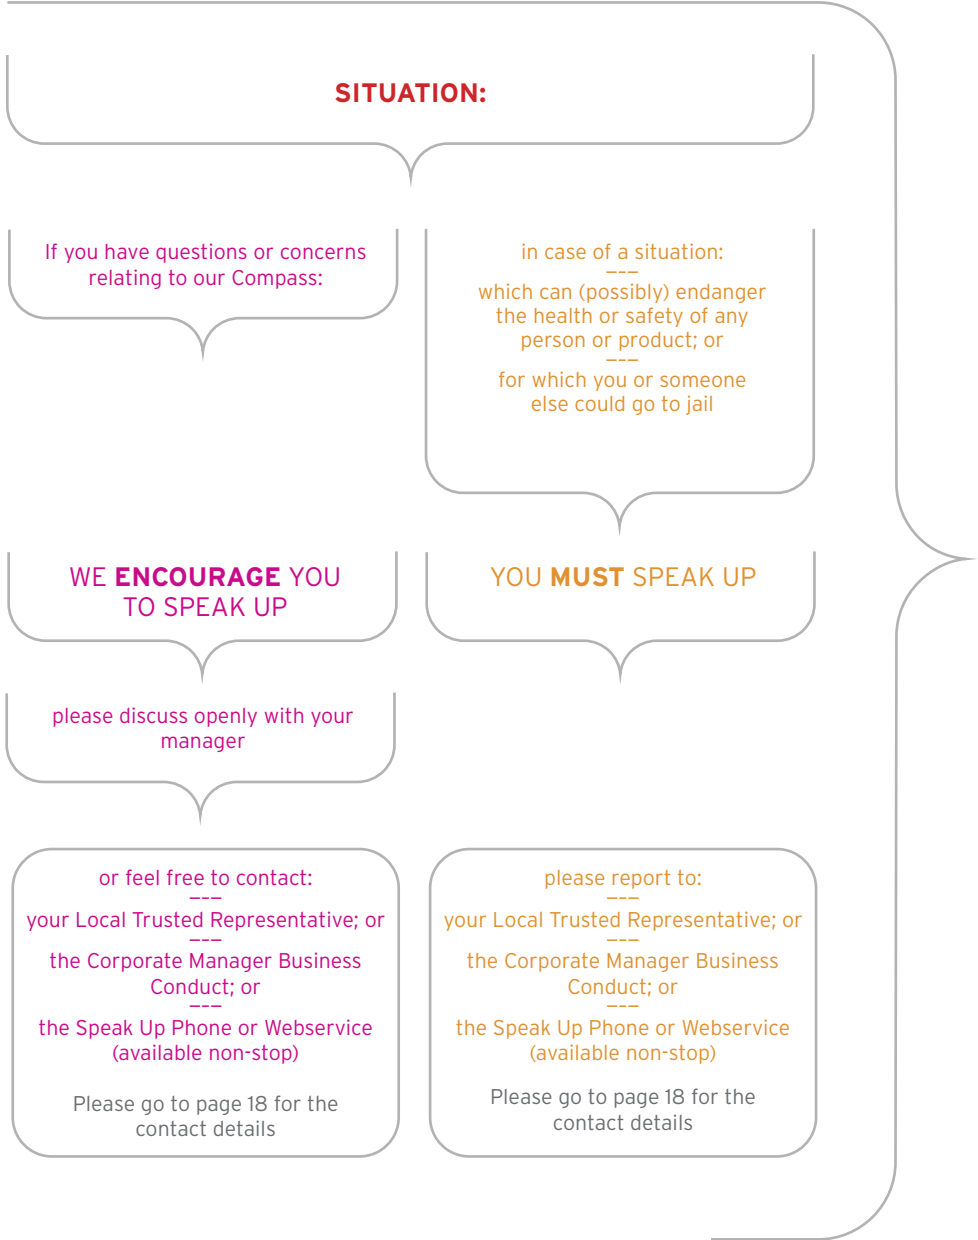 SITUATION:
If you have questions or concerns
relating to our Compass:
in case of a situation:
---
which can (possibly) endanger
the health or safety of any
person or product; or
---
for which you or someone
else could go to jail
WE ENCOURAGE YOU
TO SPEAK UP
YOU MUST SPEAK UP
please discuss openly with your
manager
or feel free to contact:
---
your Local Trusted Representative; or
---
the Corporate Manager Business
Conduct; or
---
the Speak Up Phone or Webservice
(available non-stop)
Please go to page 18 for the
contact details
please report to:
---
your Local Trusted Representative; or
---
the Corporate Manager Business
Conduct; or
---
the Speak Up Phone or Webservice
(available non-stop)
Please go to page 18 for the
contact details